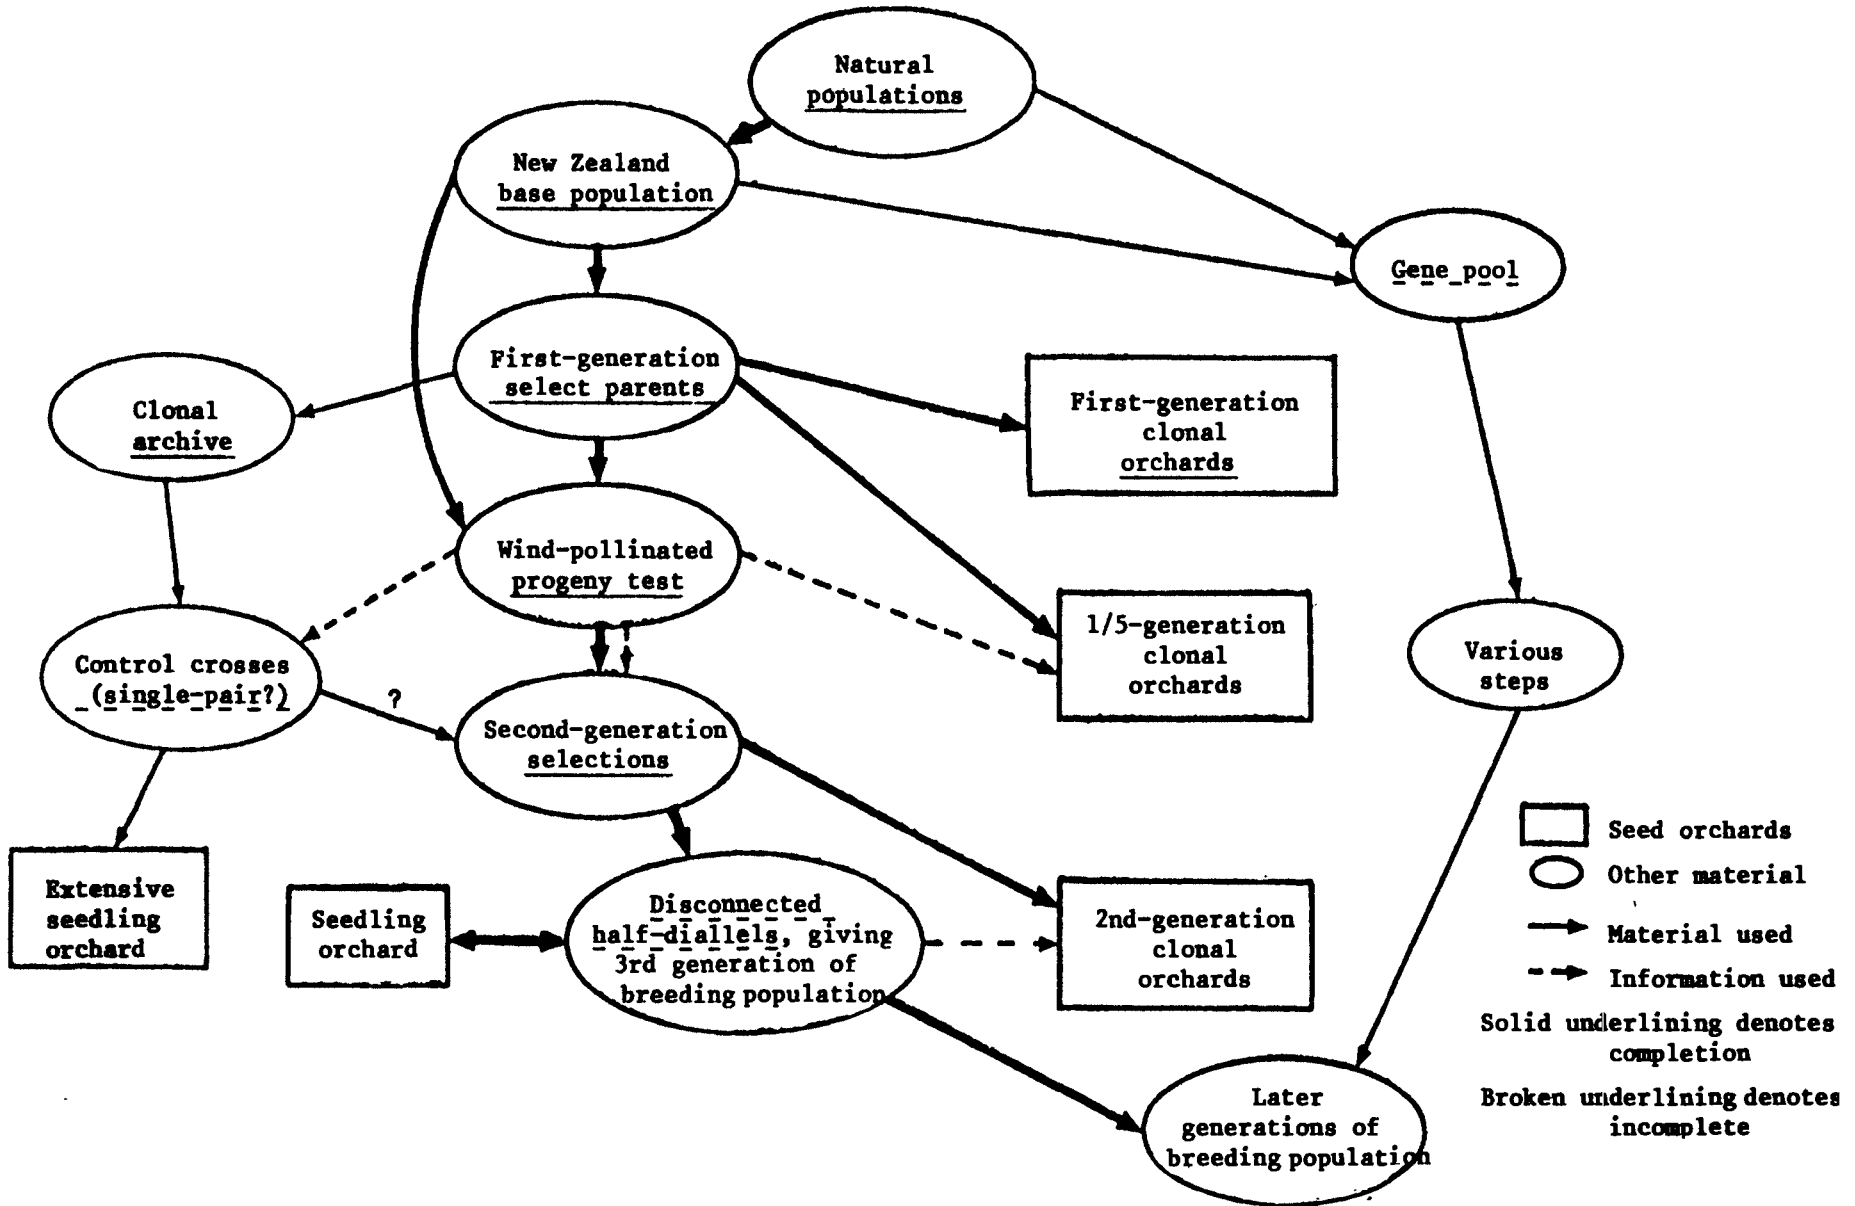 Natural
populations
New Zealand
base population
Gene pool
First-generation
select parents
First-generation
clonal
orchards
Clonal
archive
Wind-pollinated
progeny test
1/5-generation
clonal
orchards
Various
steps
Control crosses
(single-pair?)
?
Second-generation
selections
Extensive
seedling
orchard
Seedling
orchard
Disconnected
half-diallels, giving
3rd generation of
breeding population
2nd-generation
clonal
orchards
Later
generations of
breeding population
Seed orchards
Other material
Material used
Information used
Solid underlining denotes
completion
Broken underlining denotes
incomplete